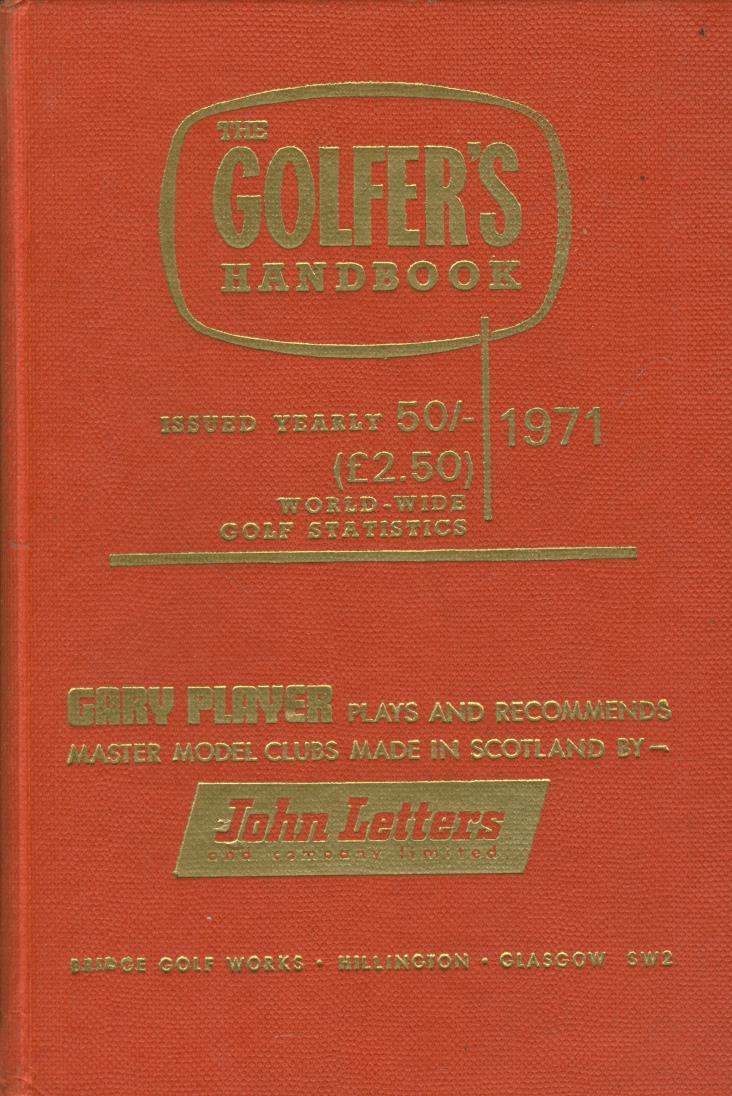 THE
GOLFER'S
HANDBOOK
ISSUED YEARLY 50/-
(£2.50)
1971
WORLD-WIDE
GOLF STATISTICS
GARY PLAYER PLAYS AND RECOMMENDS
MASTER MODEL CLUBS MADE IN SCOTLAND BY—
John Letters
and company limited
BRIDGE GOLF WORKS • HILLINGTON • GLASGOW SW2